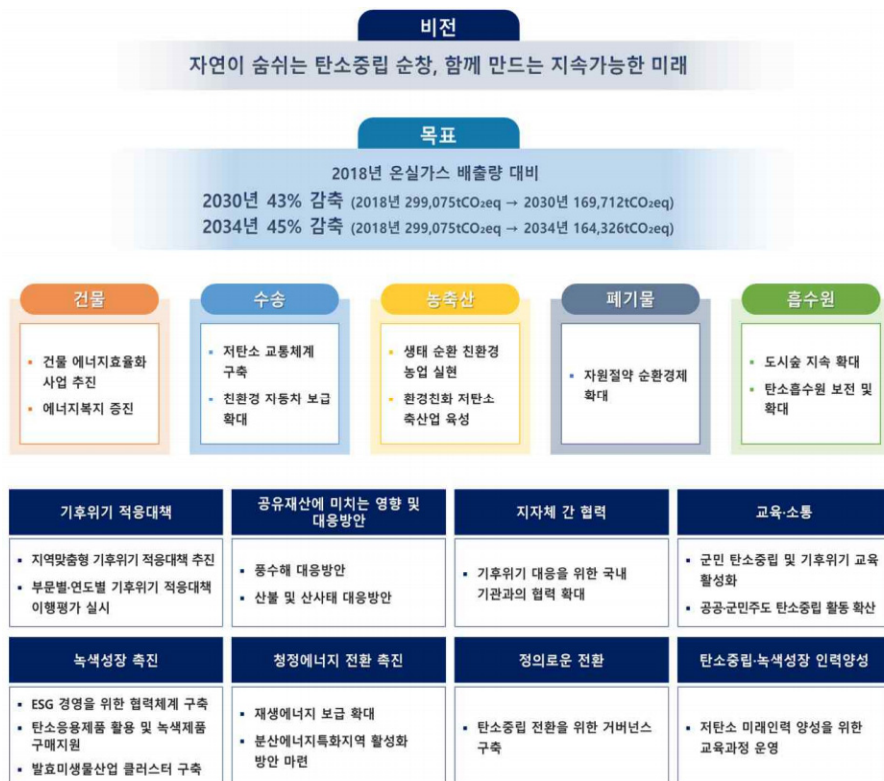 비전
자연이 숨쉬는 탄소중립 순창, 함께 만드는 지속가능한 미래
목표
2018년 온실가스 배출량 대비
2030년 43% 감축 (2018년 299,075tCO₂eq → 2030년 169,712tCO₂eq)
2034년 45% 감축 (2018년 299,075tCO₂eq → 2034년 164,326tCO₂eq)
건물
▪ 건물 에너지효율화
사업 추진
▪ 에너지복지 증진
수송
▪ 저탄소 교통체계
구축
▪ 친환경 자동차 보급
확대
농축산
▪ 생태 순환 친환경
농업 실현
▪ 환경친화 저탄소
축산업 육성
폐기물
▪ 자원절약 순환경제
확대
흡수원
▪ 도시숲 지속 확대
▪ 탄소흡수원 보전 및
확대
기후위기 적응대책
▪ 지역맞춤형 기후위기 적응대책 추진
▪ 부문별·연도별 기후위기 적응대책
이행평가 실시
공유재산에 미치는 영향 및
대응방안
▪ 풍수해 대응방안
▪ 산불 및 산사태 대응방안
지자체 간 협력
▪ 기후위기 대응을 위한 국내
기관과의 협력 확대
교육·소통
▪ 군민 탄소중립 및 기후위기 교육
활성화
▪ 공공·군민주도 탄소중립 활동 확산
녹색성장 촉진
▪ ESG 경영을 위한 협력체계 구축
▪ 탄소응용제품 활용 및 녹색제품
구매지원
▪ 발효미생물산업 클러스터 구축
청정에너지 전환 촉진
▪ 재생에너지 보급 확대
▪ 분산에너지특화지역 활성화
방안 마련
정의로운 전환
▪ 탄소중립 전환을 위한 거버넌스
구축
탄소중립·녹색성장 인력양성
▪ 저탄소 미래인력 양성을 위한
교육과정 운영